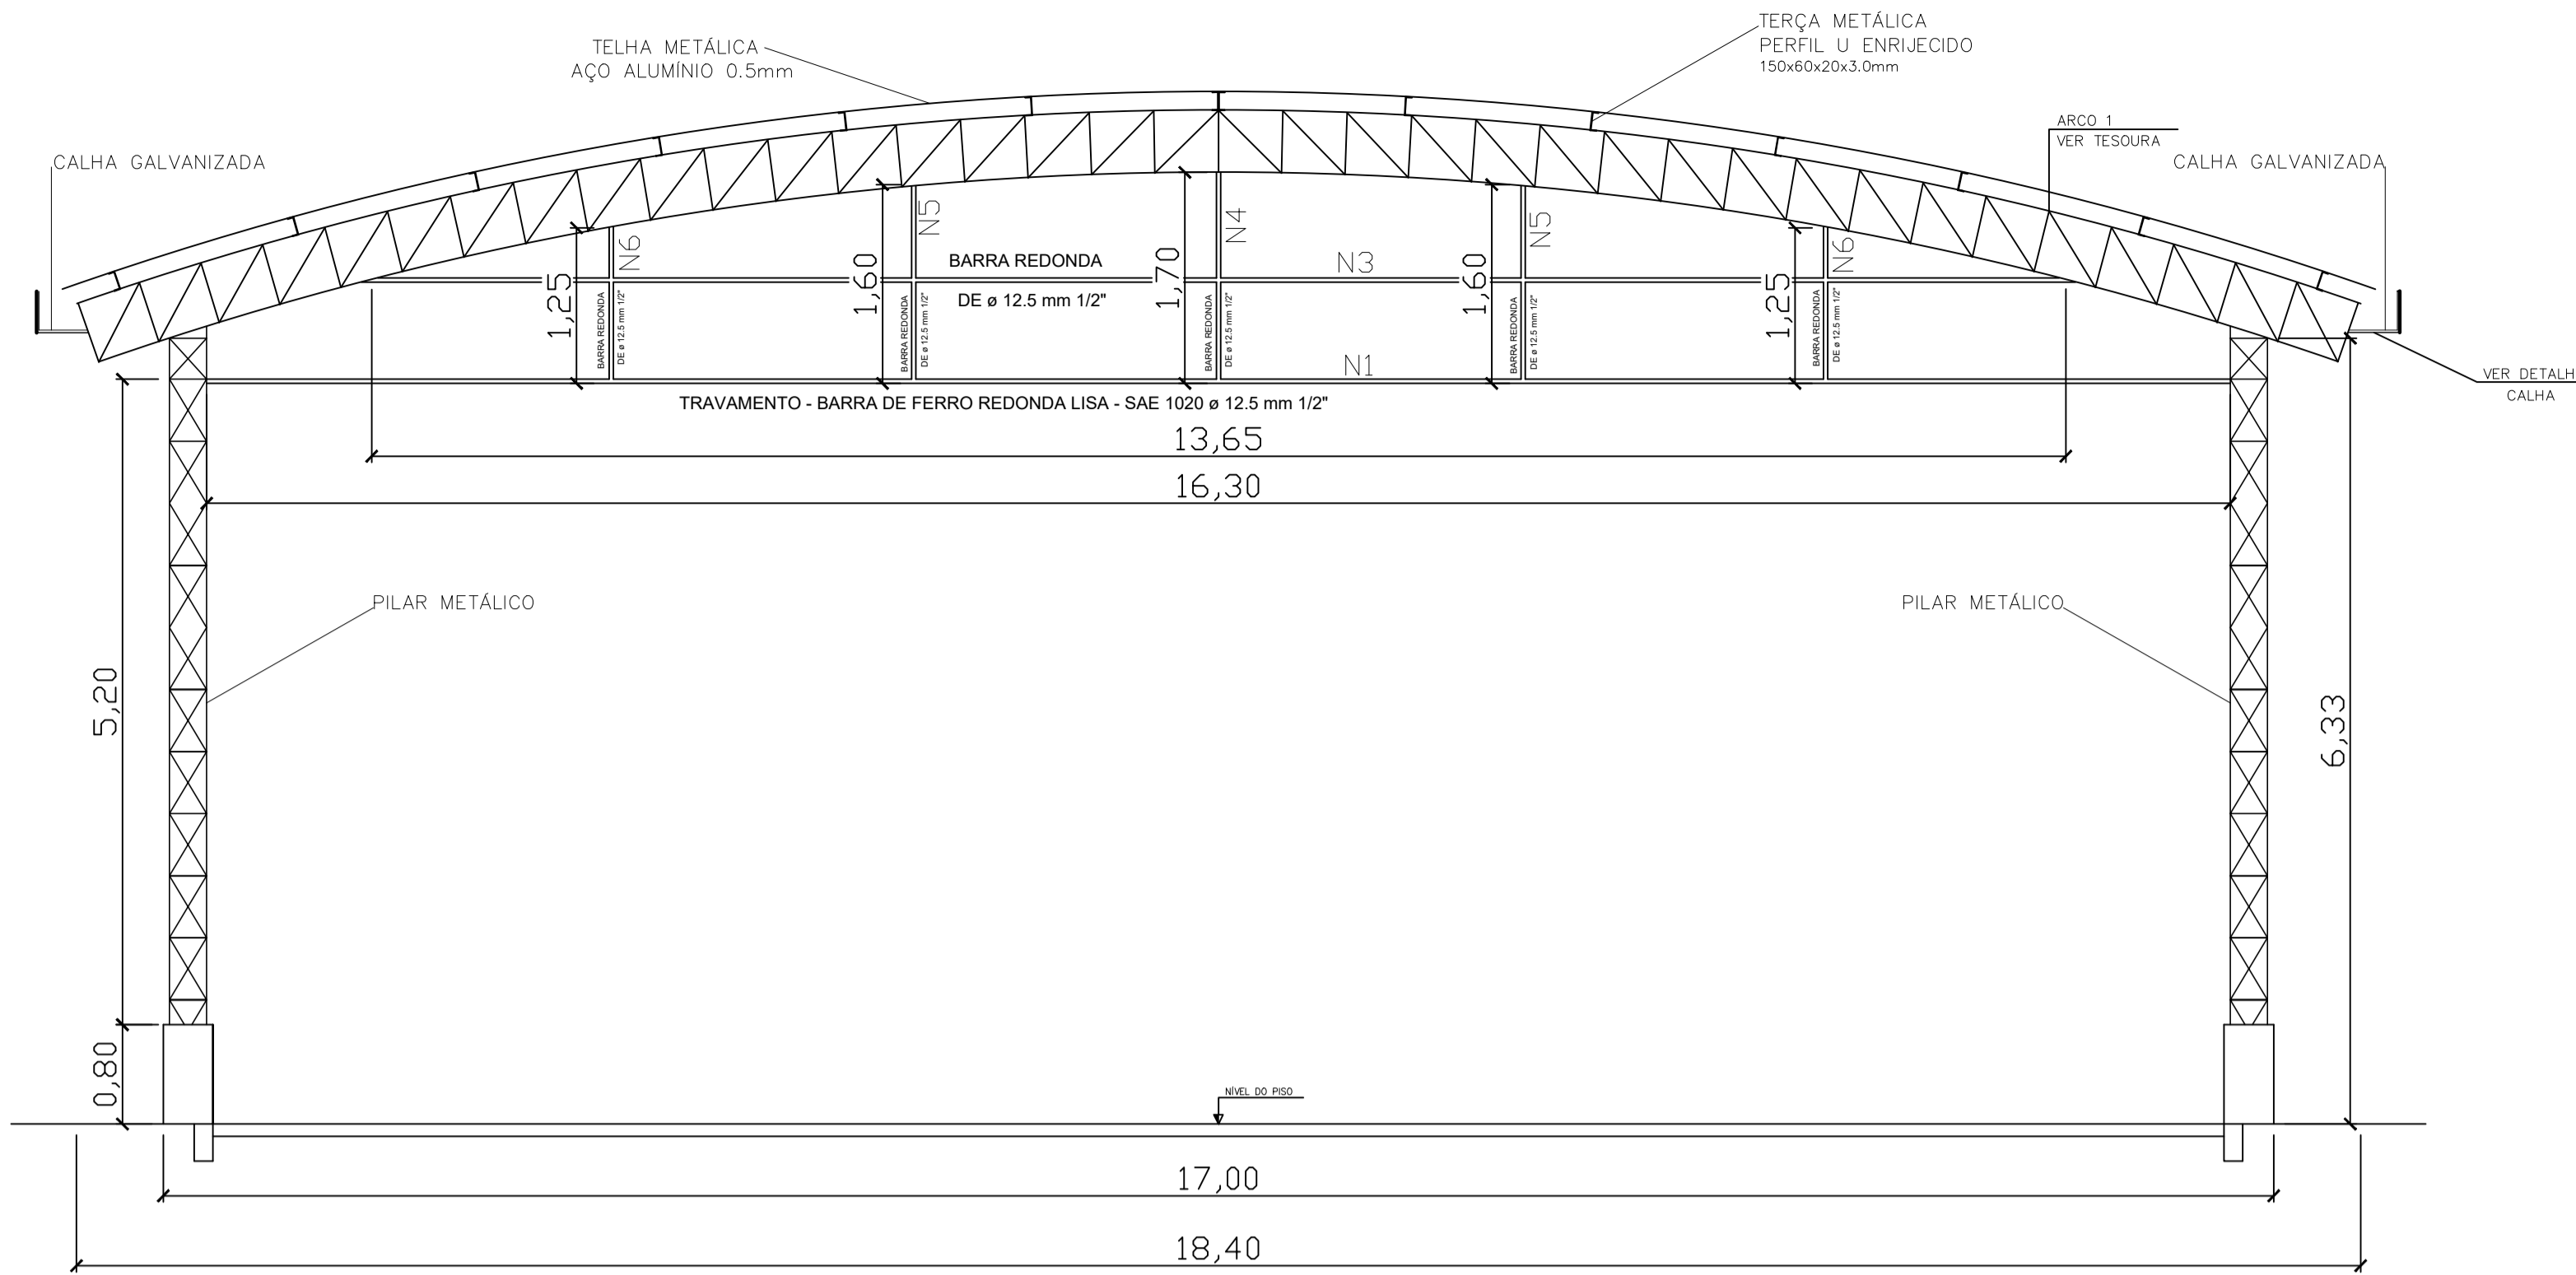 TERÇA METÁLICA
PERFIL U ENRIJECIDO
150x60x20x3.0mm
TELHA METÁLICA
AÇO ALUMÍNIO 0.5mm
ARCO 1
VER TESOURA
CALHA GALVANIZADA
CALHA GALVANIZADA
N6
N5
N4
N5
N6
BARRA REDONDA
DE ø 12.5 mm 1/2"
N3
1,25
1,60
1,70
1,60
1,25
BARRA REDONDA
DE ø 12.5 mm 1/2"
BARRA REDONDA
DE ø 12.5 mm 1/2"
BARRA REDONDA
DE ø 12.5 mm 1/2"
BARRA REDONDA
DE ø 12.5 mm 1/2"
BARRA REDONDA
DE ø 12.5 mm 1/2"
N1
VER DETALH
CALHA
TRAVAMENTO - BARRA DE FERRO REDONDA LISA - SAE 1020 ø 12.5 mm 1/2"
13,65
16,30
PILAR METÁLICO
PILAR METÁLICO
5,20
6,33
0,80
NÍVEL DO PISO
17,00
18,40